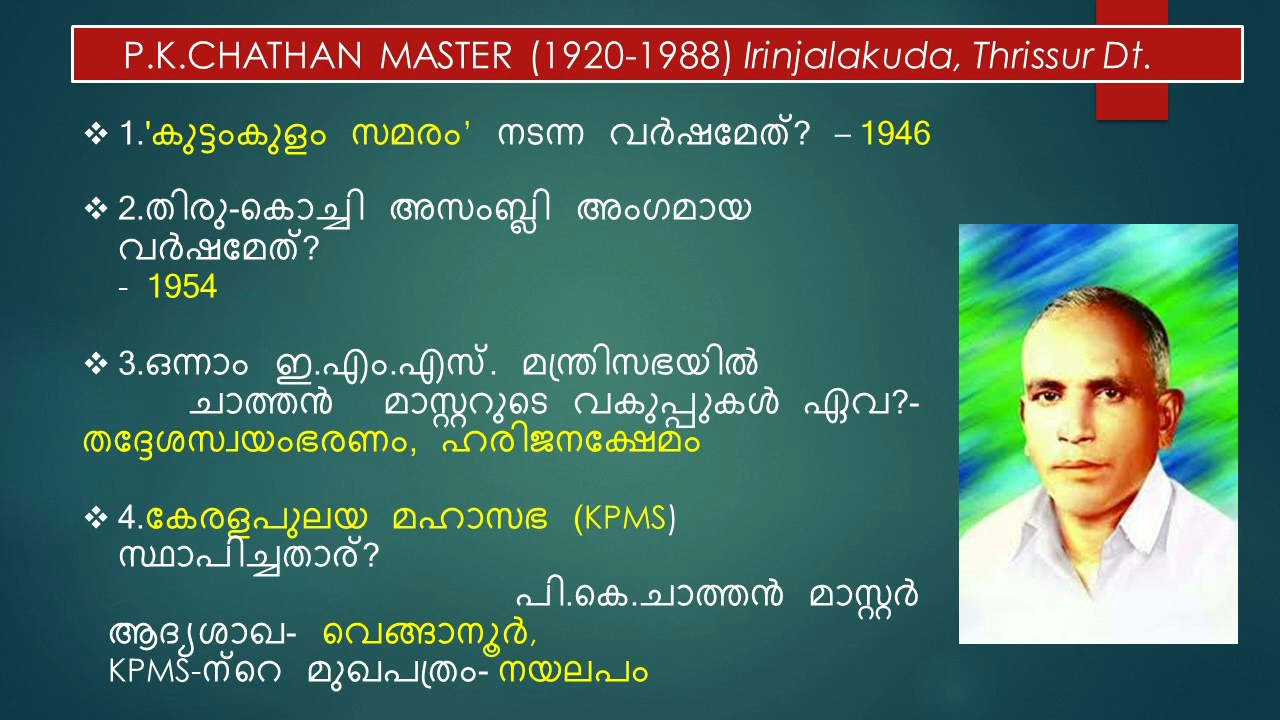 P.K.CHATHAN MASTER (1920-1988) Irinjalakuda, Thrissur Dt.
❖ 1.'കുട്ടംകുളം സമരം’ നടന്ന വർഷമേത്? – 1946
❖ 2.തിരു-കൊച്ചി അസംബ്ലി അംഗമായ
വർഷമേത്?
- 1954
❖ 3.ഒന്നാം ഇ.എം.എസ്. മന്ത്രിസഭയിൽ
ചാത്തൻ മാസ്റ്ററുടെ വകുപ്പുകൾ ഏവ?-
തദ്ദേശസ്വയംഭരണം, ഹരിജനക്ഷേമം
❖ 4.കേരളപുലയ മഹാസഭ (KPMS)
സ്ഥാപിച്ചതാര്?
പി.കെ.ചാത്തൻ മാസ്റ്റർ
ആദ്യശാഖ- വെങ്ങാനൂർ,
KPMS-ന്റെ മുഖപത്രം- നയലപം